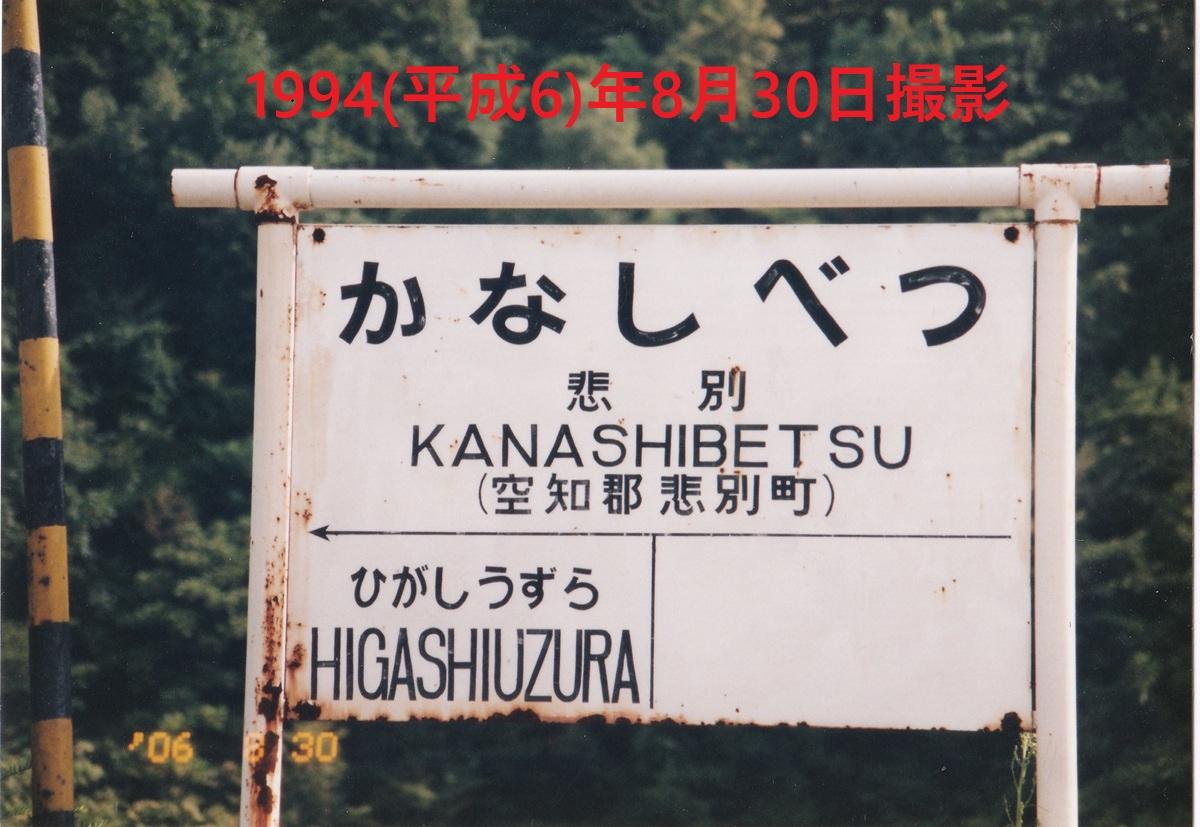 1994(平成6)年8月30日撮影
かなしべつ
悲別
KANASHIBETSU
(空知郡悲別町)
ひがしうずら
HIGASHIUZURA
'06 8 30